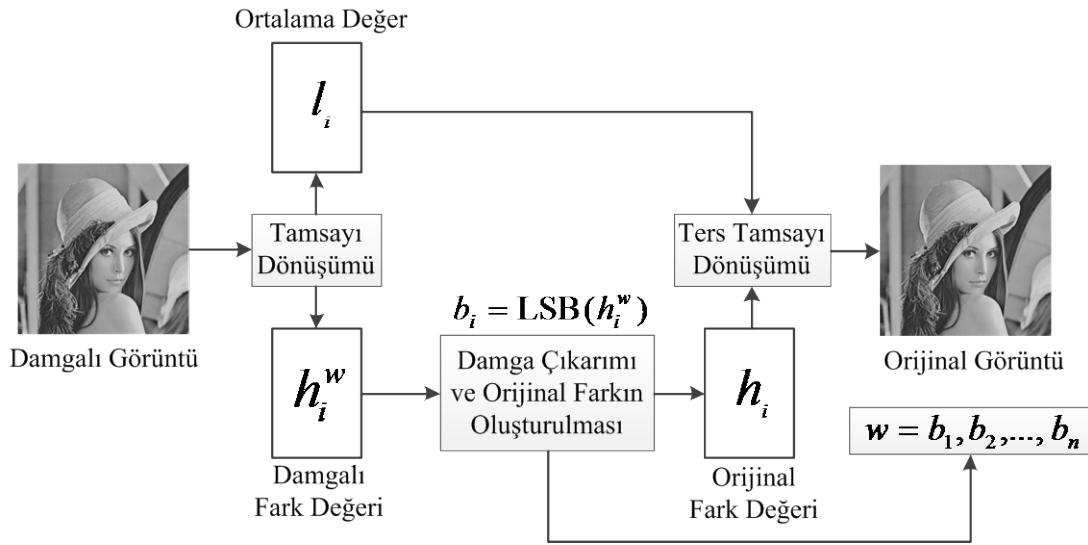 Ortalama Değer
l_i
Tamsayı
Dönüşümü
Ters Tamsayı
Dönüşümü
Damgalı Görüntü
Orijinal Görüntü
b_i = LSB(h_i^w)
h_i^w
Damga Çıkarımı
ve Orijinal Farkın
Oluşturulması
h_i
w = b_1, b_2, ..., b_n
Damgalı
Fark Değeri
Orijinal
Fark Değeri